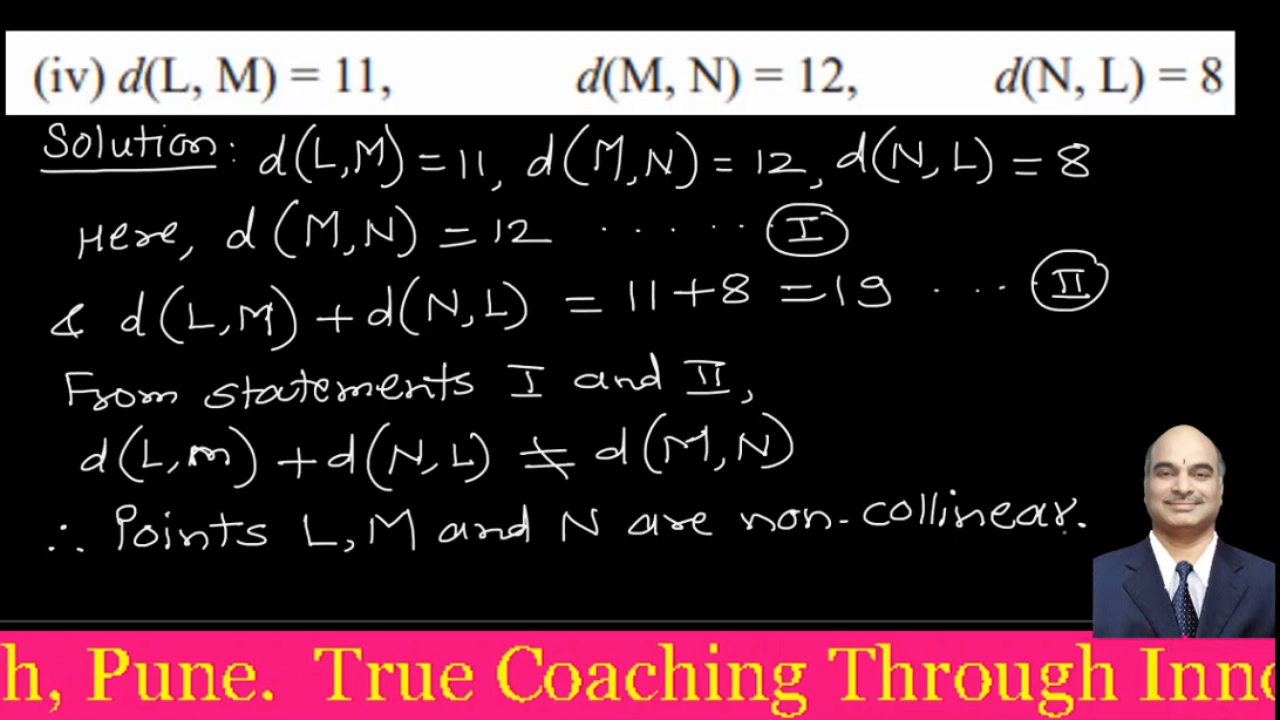 (iv) d(L, M) = 11, d(M, N) = 12, d(N, L) = 8
Solution: d(L,M) = 11, d(M,N) = 12, d(N,L) = 8
Here, d(M,N) = 12 ...... I
& d(L,M) + d(N,L) = 11+8 = 19 .... II
From statements I and II,
d(L,m) + d(N,L) ≠ d(M,N)
∴ Points L, M and N are non-collinear.
h, Pune. True Coaching Through Inno